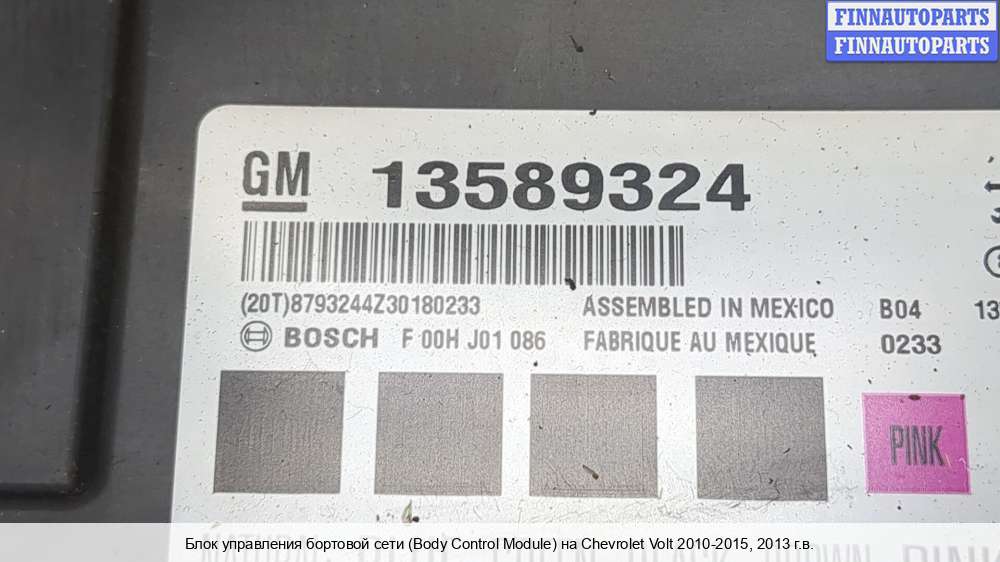 FINNAUTOPARTS
FINNAUTOPARTS
GM 13589324
(20T)8793244Z30180233 ASSEMBLED IN MEXICO B04 13
BOSCH F 00H J01 086 FABRIQUE AU MEXIQUE 0233
PINK
Блок управления бортовой сети (Body Control Module) на Chevrolet Volt 2010-2015, 2013 г.в.